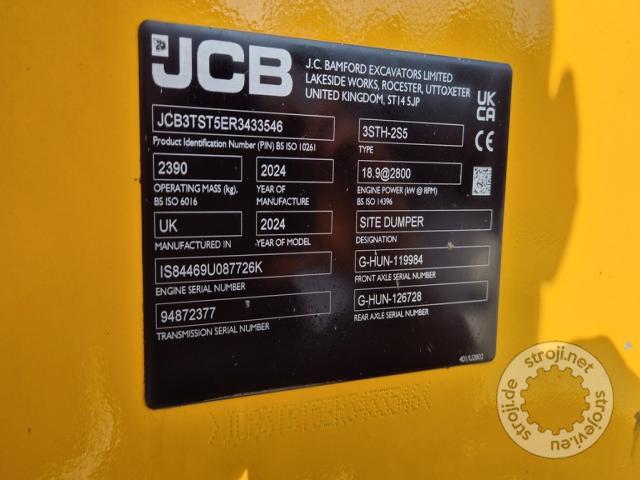 JCB
J.C. BAMFORD EXCAVATORS LIMITED
LAKESIDE WORKS, ROCESTER, UTTOXETER
UNITED KINGDOM, ST14 5JP
UK
CA
CE
JCB3TST5ER3433546
Product Identification Number (PIN) BS ISO 10261
3STH-2S5
TYPE
2390
OPERATING MASS (kg).
BS ISO 6016
2024
YEAR OF
MANUFACTURE
18.9@2800
ENGINE POWER (kW @ RPM)
BS ISO 14396
UK
MANUFACTURED IN
2024
YEAR OF MODEL
SITE DUMPER
DESIGNATION
IS84469U087726K
ENGINE SERIAL NUMBER
G-HUN-119984
FRONT AXLE SERIAL NUMBER
94872377
TRANSMISSION SERIAL NUMBER
G-HUN-126728
REAR AXLE SERIAL NUMBER
401/U2802
stroji.net
stroji.de
strojevi.eu